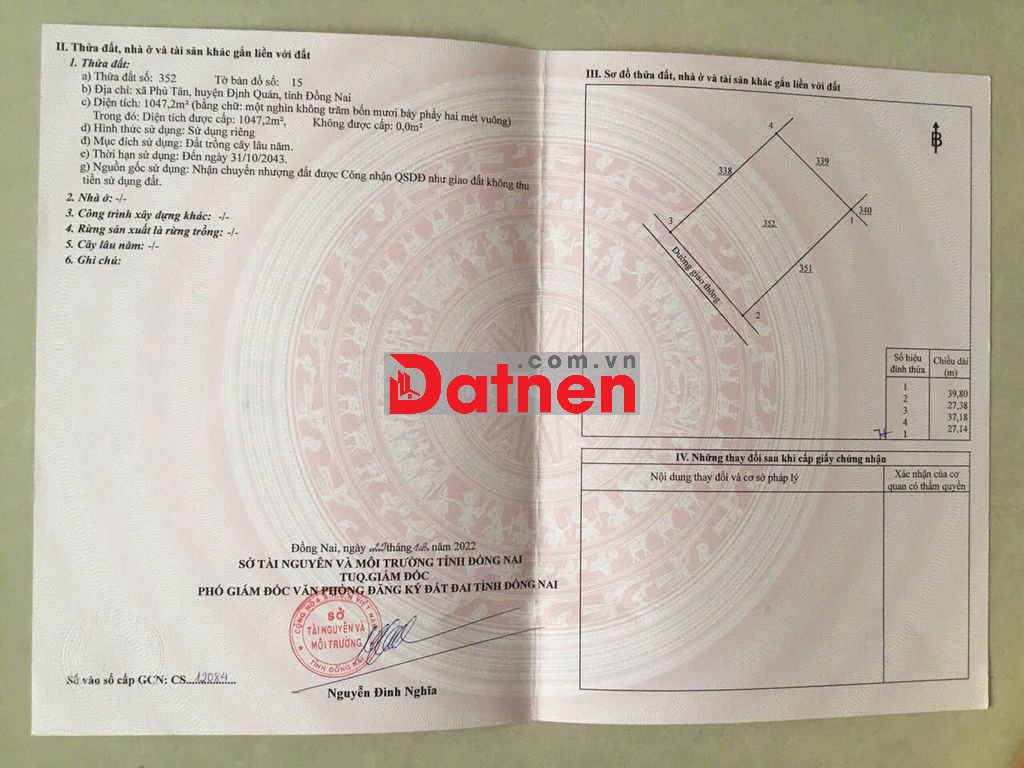 II. Thửa đất, nhà ở và tài sản khác gắn liền với đất
1. Thửa đất:
a) Thửa đất số: 352 Tờ bản đồ số: 15
b) Địa chỉ: xã Phú Tân, huyện Định Quán, tỉnh Đồng Nai
c) Diện tích: 1047,2m² (bằng chữ: một nghìn không trăm bốn mươi bảy phẩy hai mét vuông)
Trong đó: Diện tích được cấp: 1047,2m², Không được cấp: 0,0m²
d) Hình thức sử dụng: Sử dụng riêng
đ) Mục đích sử dụng: Đất trồng cây lâu năm.
e) Thời hạn sử dụng: Đến ngày 31/10/2043.
g) Nguồn gốc sử dụng: Nhận chuyển nhượng đất được Công nhận QSDĐ như giao đất không thu
tiền sử dụng đất.
2. Nhà ở: -/-
3. Công trình xây dựng khác: -/-
4. Rừng sản xuất là rừng trồng: -/-
5. Cây lâu năm: -/-
6. Ghi chú:
Đồng Nai, ngày tháng 12 năm 2022
SỞ TÀI NGUYÊN VÀ MÔI TRƯỜNG TỈNH ĐỒNG NAI
TUQ.GIÁM ĐỐC
PHÓ GIÁM ĐỐC VĂN PHÒNG ĐĂNG KÝ ĐẤT ĐAI TỈNH ĐỒNG NAI
CỘNG HÒA X.H.C.N VIỆT NAM
SỞ
TÀI NGUYÊN VÀ
MÔI TRƯỜNG
TỈNH ĐỒNG NAI
Nguyễn Đình Nghĩa
Số vào sổ cấp GCN: CS...12084...
III. Sơ đồ thửa đất, nhà ở và tài sản khác gắn liền với đất
4
B
339
338
340
1
3
352
351
Đường giao thông
2
Số hiệu đỉnh thửa Chiều dài (m)
1
39,80
2
27,38
3
37,18
4
27,14
1
IV. Những thay đổi sau khi cấp giấy chứng nhận
Nội dung thay đổi và cơ sở pháp lý
Xác nhận của cơ
quan có thẩm quyền
.com.vn
Datnen